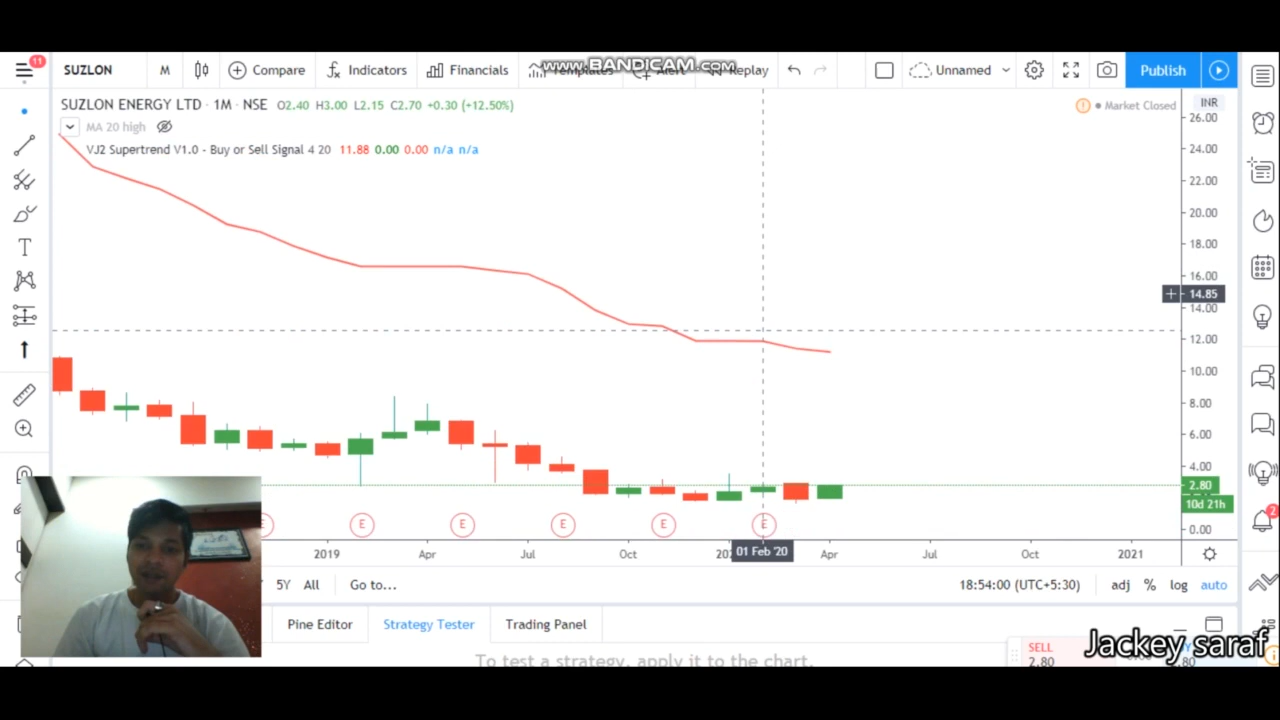 www.BANDICAM.com
11
SUZLON M Compare Indicators Financials Templates Alert Replay Unnamed Publish
SUZLON ENERGY LTD · 1M · NSE O2.40 H3.00 L2.15 C2.70 +0.30 (+12.50%)
Market Closed
INR
MA 20 high
VJ2 Supertrend V1.0 - Buy or Sell Signal 4 20 11.88 0.00 0.00 n/a n/a
26.00
24.00
22.00
20.00
18.00
16.00
14.85
14.00
12.00
10.00
8.00
6.00
4.00
2.80
10d 21h
0.00
E E E E E E
2019 Apr Jul Oct 01 Feb '20 Apr Jul Oct 2021
5Y All Go to... 18:54:00 (UTC+5:30) adj % log auto
2
Pine Editor Strategy Tester Trading Panel
To test a strategy, apply it to the chart.
SELL
2.80
2.80
Jackey saraf